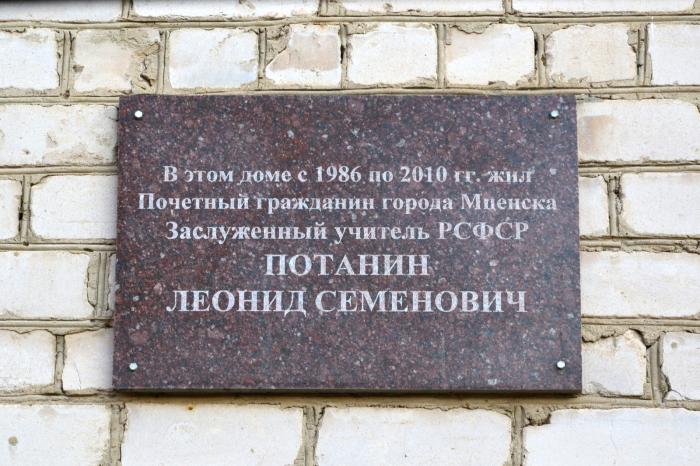 В этом доме с 1986 по 2010 гг. жил
Почетный гражданин города Мценска
Заслуженный учитель РСФСР
ПОТАНИН
ЛЕОНИД СЕМЕНОВИЧ